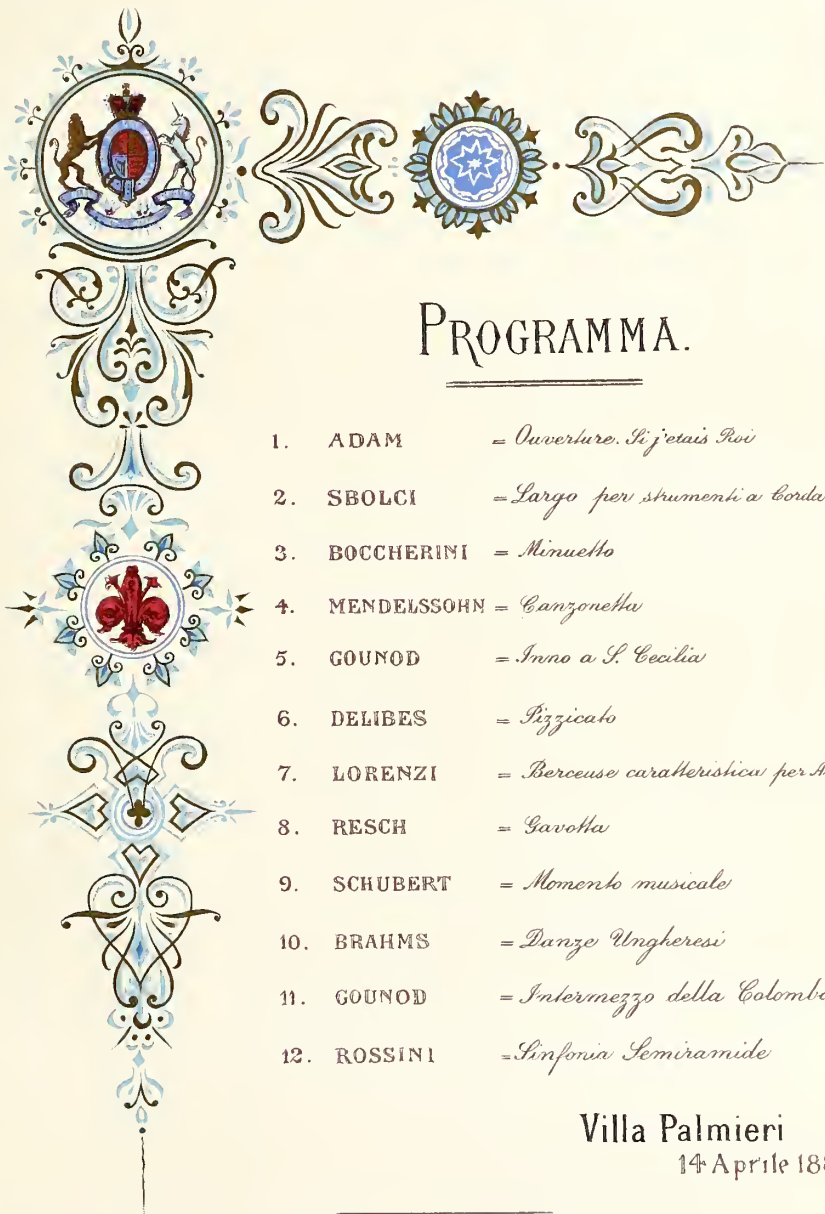 PROGRAMMA.
1. ADAM = Ouverture. Si j'etais Roi
2. SBOLCI = Largo per strumenti a Corda
3. BOCCHERINI = Minuetto
4. MENDELSSOHN = Canzonetta
5. GOUNOD = Inno a S. Cecilia
6. DELIBES = Pizzicato
7. LORENZI = Berceuse caratteristica per
8. RESCH = Gavotta
9. SCHUBERT = Momento musicale
10. BRAHMS = Danze Ungheresi
11. GOUNOD = Intermezzo della Colomba
12. ROSSINI = Sinfonia Semiramide
Villa Palmieri
14 Aprile